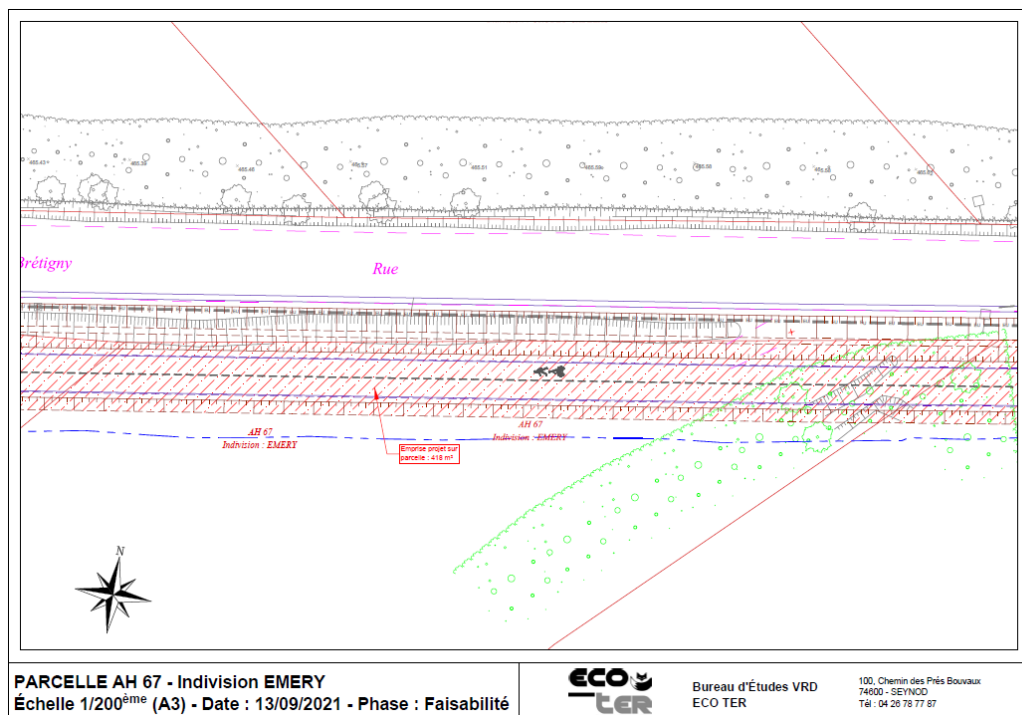 465.43
Brétigny
Rue
AH 67
Indivision : EMERY
AH 67
Indivision : EMERY
Emprise projet sur
parcelle : 418 m²
N
PARCELLE AH 67 - Indivision EMERY
Échelle 1/200ème (A3) - Date : 13/09/2021 - Phase : Faisabilité
ECO
TER
Bureau d'Études VRD
ECO TER
100, Chemin des Prés Bouvaux
74600 - SEYNOD
Tél : 04 26 78 77 87